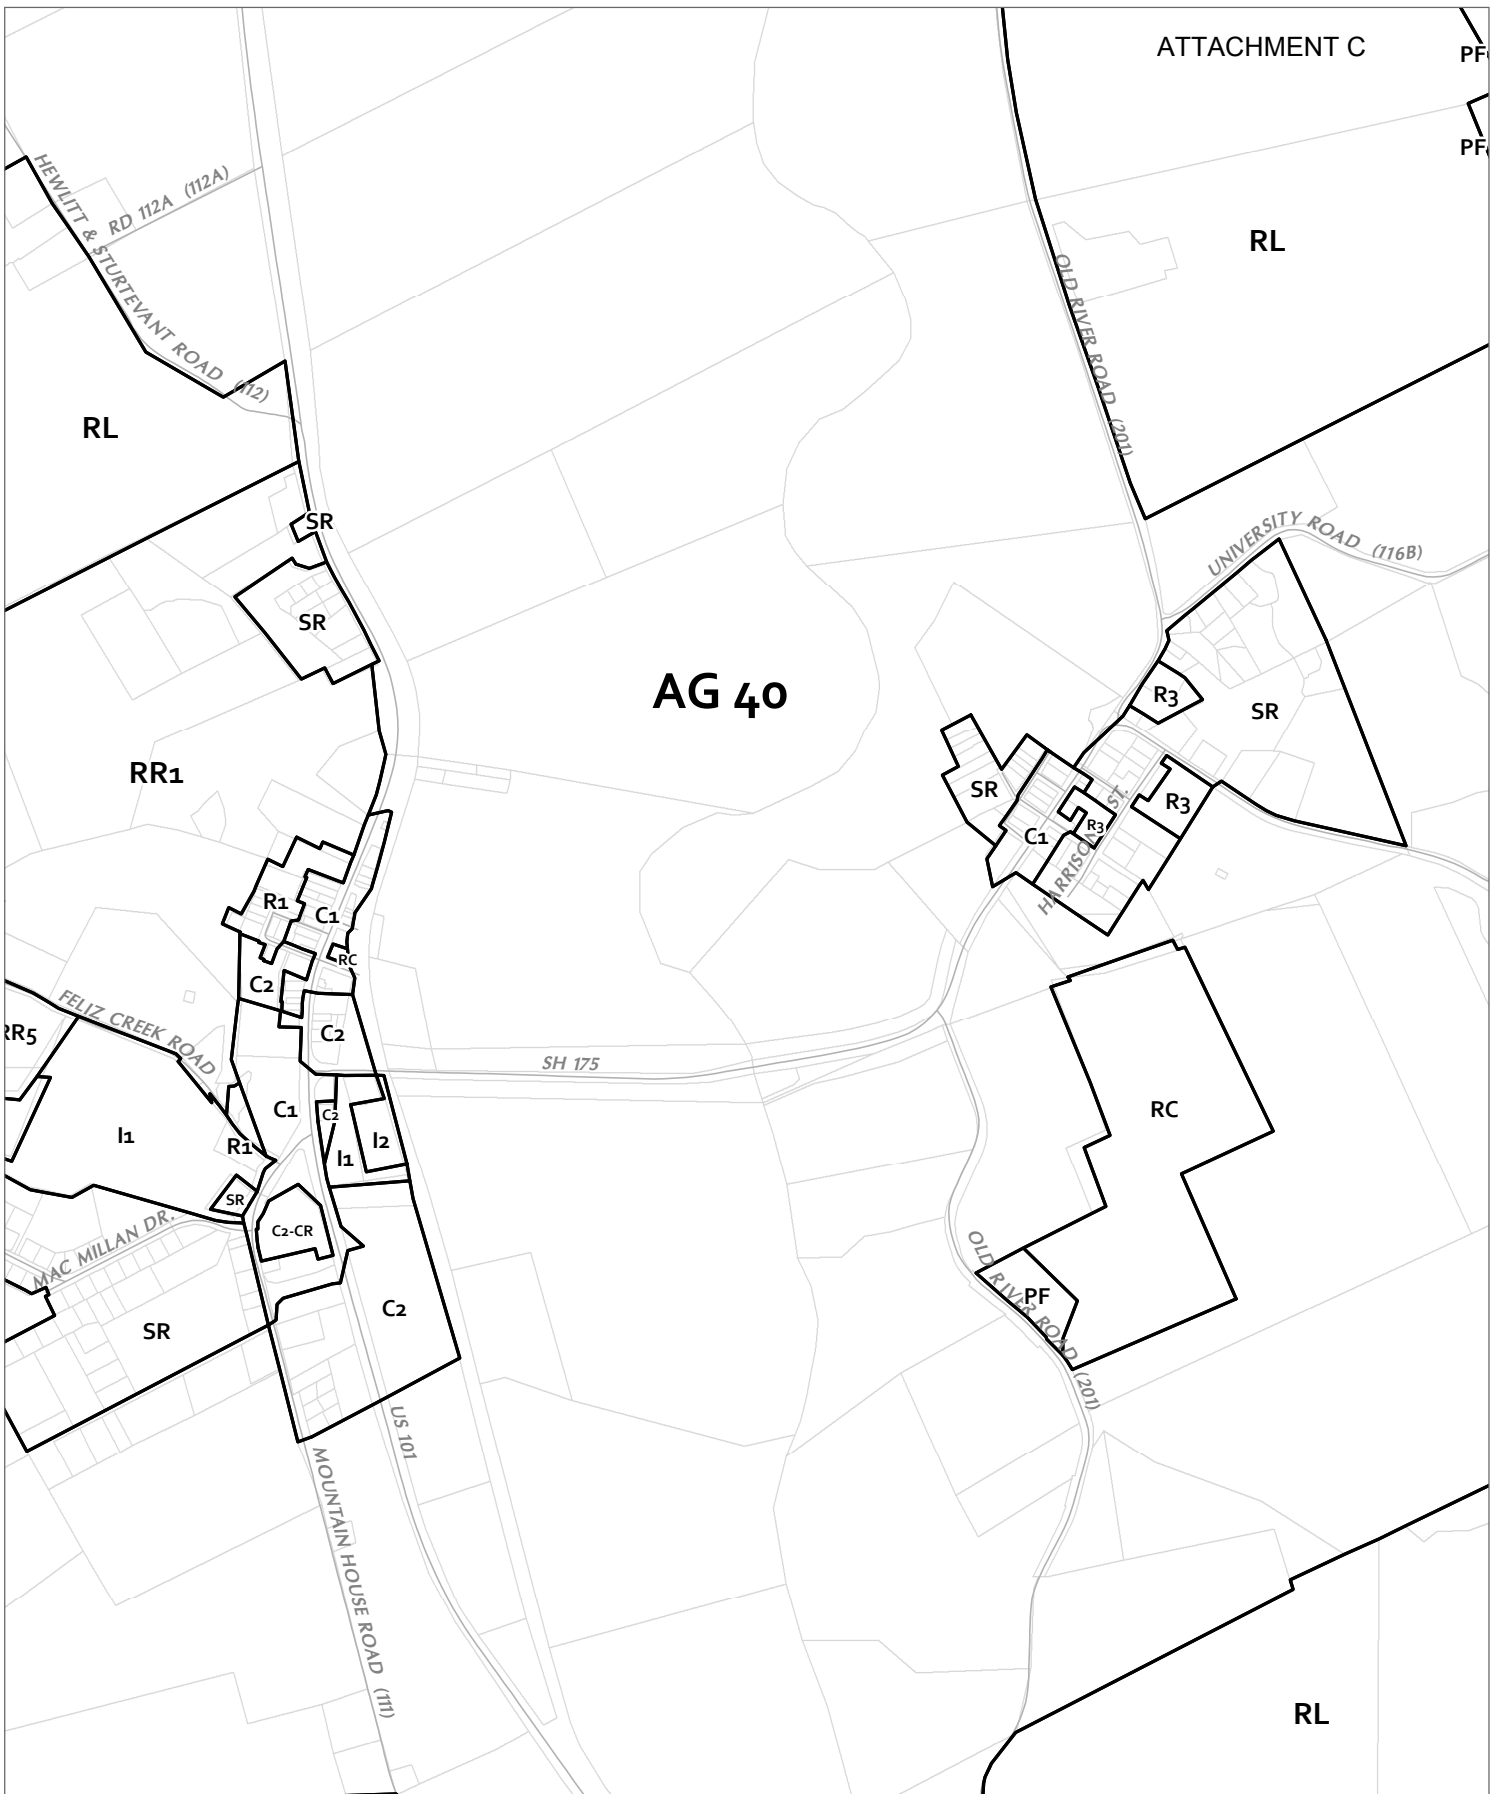 ATTACHMENT C
PF
PF
HEWLITT & STURTEVANT ROAD (112)
RD 112A (112A)
RL
OLD RIVER ROAD (201)
RL
SR
UNIVERSITY ROAD (116B)
SR
AG 40
R3
SR
RR1
SR
R3
C1
R3
HARRISON ST.
R1
C1
RC
C2
FELIZ CREEK ROAD
RR5
C2
SH 175
C1
C2
RC
I1
R1
I1
I2
SR
MAC MILLAN DR.
C2-CR
OLD RIVER ROAD (201)
PF
C2
SR
US 101
MOUNTAIN HOUSE ROAD (111)
RL